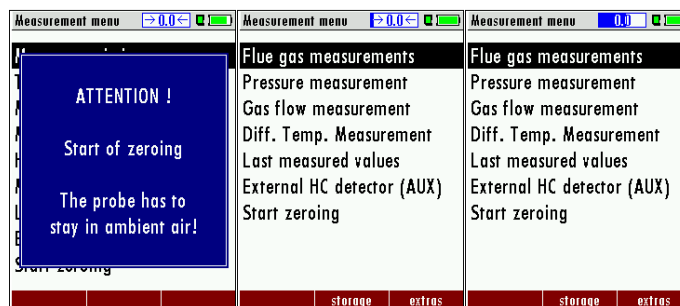 Measurement menu →0.0←
ATTENTION !
Start of zeroing
The probe has to
stay in ambient air!
Start zeroing
Measurement menu →0.0←
Flue gas measurements
Pressure measurement
Gas flow measurement
Diff. Temp. Measurement
Last measured values
External HC detector (AUX)
Start zeroing
storage extras
Measurement menu 0.0
Flue gas measurements
Pressure measurement
Gas flow measurement
Diff. Temp. Measurement
Last measured values
External HC detector (AUX)
Start zeroing
storage extras